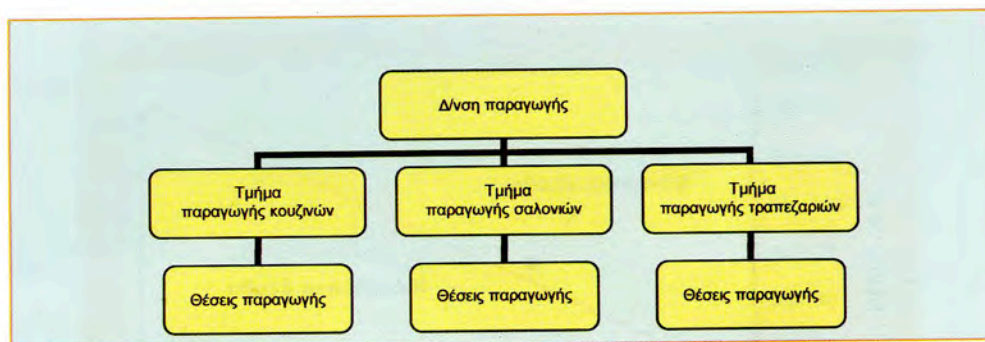 Δ/νση παραγωγής
Τμήμα
παραγωγής κουζινών
Τμήμα
παραγωγής σαλονιών
Τμήμα
παραγωγής τραπεζαριών
Θέσεις παραγωγής
Θέσεις παραγωγής
Θέσεις παραγωγής